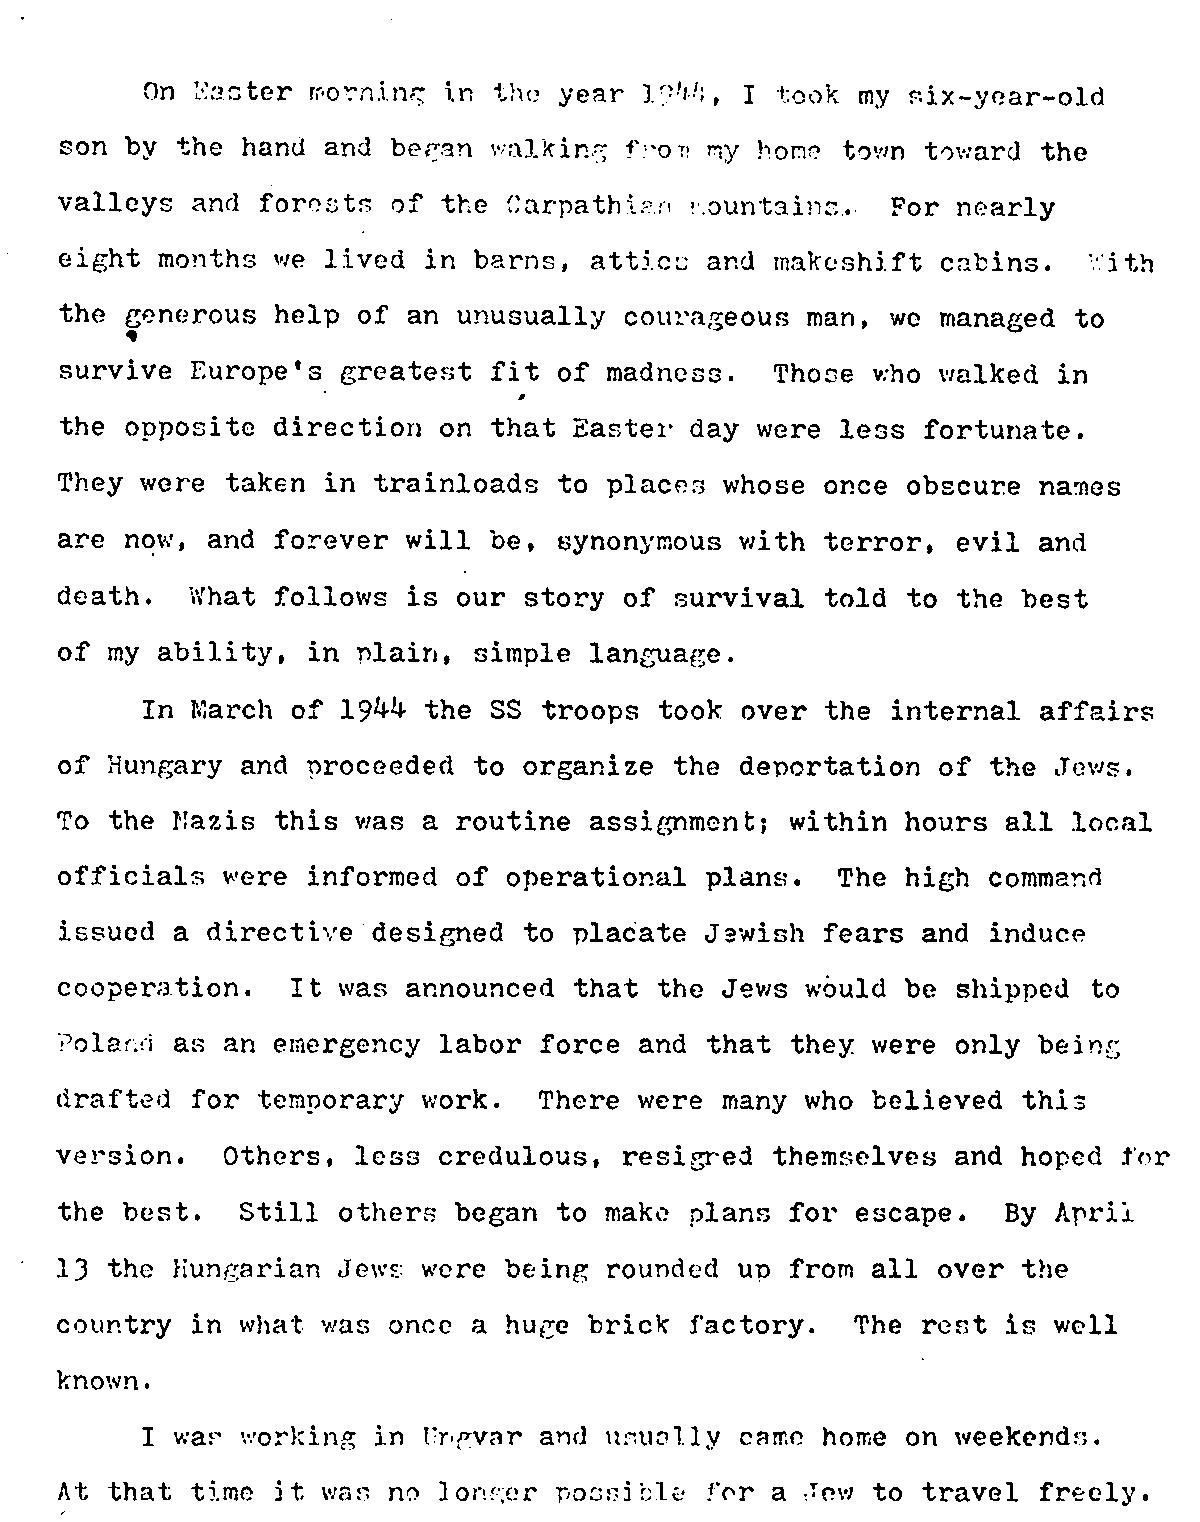 On Easter morning in the year 1944, I took my six-year-old
son by the hand and began walking from my home town toward the
valleys and forests of the Carpathian mountains. For nearly
eight months we lived in barns, attics and makeshift cabins. With
the generous help of an unusually courageous man, we managed to
survive Europe's greatest fit of madness. Those who walked in
the opposite direction on that Easter day were less fortunate.
They were taken in trainloads to places whose once obscure names
are now, and forever will be, synonymous with terror, evil and
death. What follows is our story of survival told to the best
of my ability, in plain, simple language.
In March of 1944 the SS troops took over the internal affairs
of Hungary and proceeded to organize the deportation of the Jews.
To the Nazis this was a routine assignment; within hours all local
officials were informed of operational plans. The high command
issued a directive designed to placate Jewish fears and induce
cooperation. It was announced that the Jews would be shipped to
Poland as an emergency labor force and that they were only being
drafted for temporary work. There were many who believed this
version. Others, less credulous, resigned themselves and hoped for
the best. Still others began to make plans for escape. By April
13 the Hungarian Jews were being rounded up from all over the
country in what was once a huge brick factory. The rest is well
known.
I was working in Ungvar and usually came home on weekends.
At that time it was no longer possible for a Jew to travel freely.